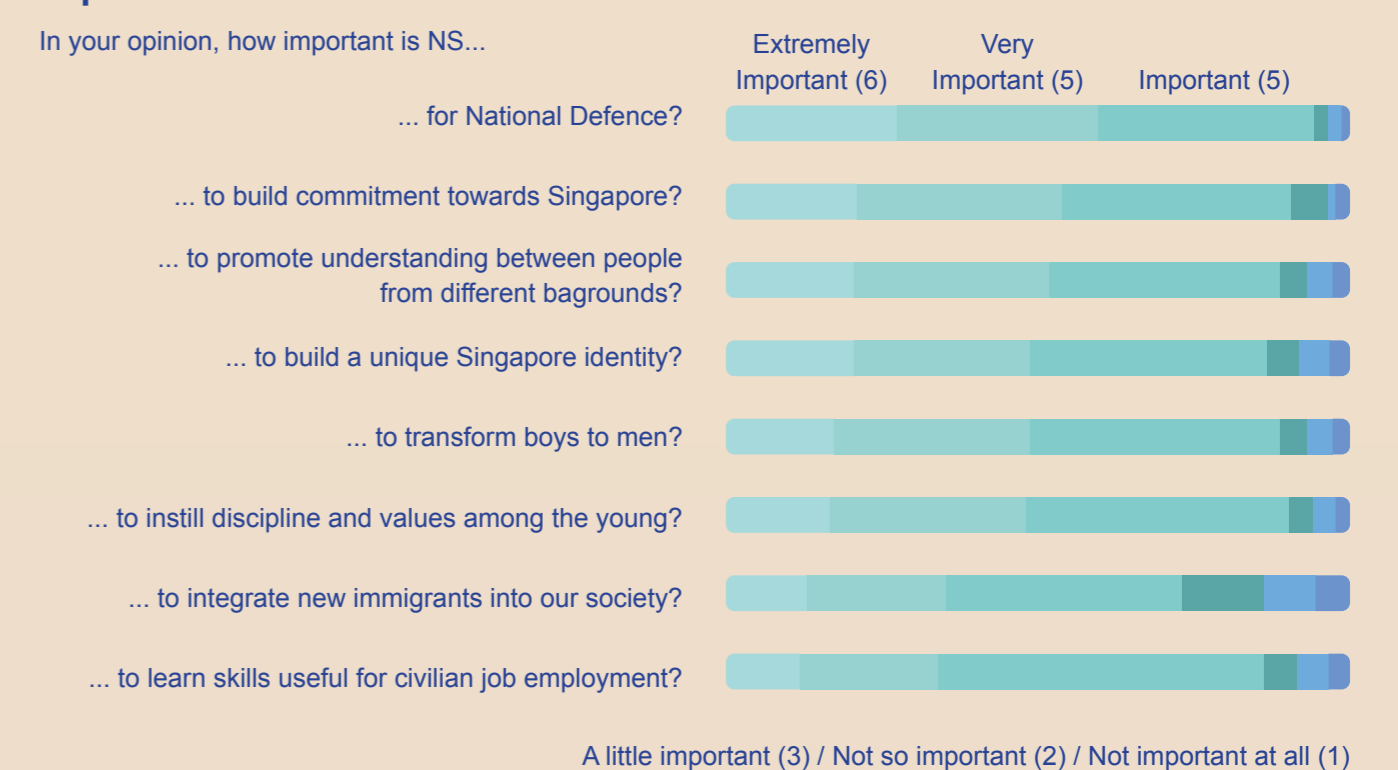 In your opinion, how important is NS...
Extremely
Important (6)
Very
Important (5)
Important (5)
... for National Defence?
... to build commitment towards Singapore?
... to promote understanding between people
from different bagrounds?
... to build a unique Singapore identity?
... to transform boys to men?
... to instill discipline and values among the young?
... to integrate new immigrants into our society?
... to learn skills useful for civilian job employment?
A little important (3) / Not so important (2) / Not important at all (1)